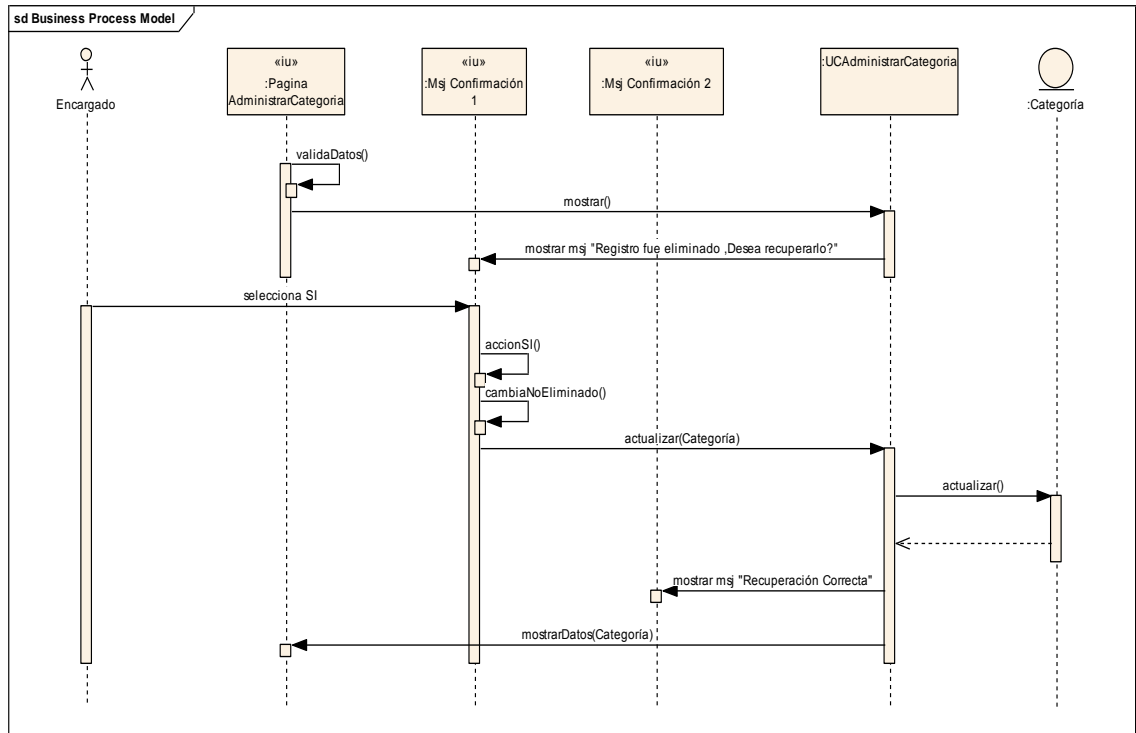 sd Business Process Model
Encargado
«iu»
:Pagina
AdministrarCategoria
«iu»
:Msj Confirmación
1
«iu»
:Msj Confirmación 2
:UCAdministrarCategoria
:Categoría
validaDatos()
mostrar()
mostrar msj "Registro fue eliminado ,Desea recuperarlo?"
selecciona SI
accionSI()
cambiaNoEliminado()
actualizar(Categoría)
actualizar()
mostrar msj "Recuperación Correcta"
mostrarDatos(Categoría)